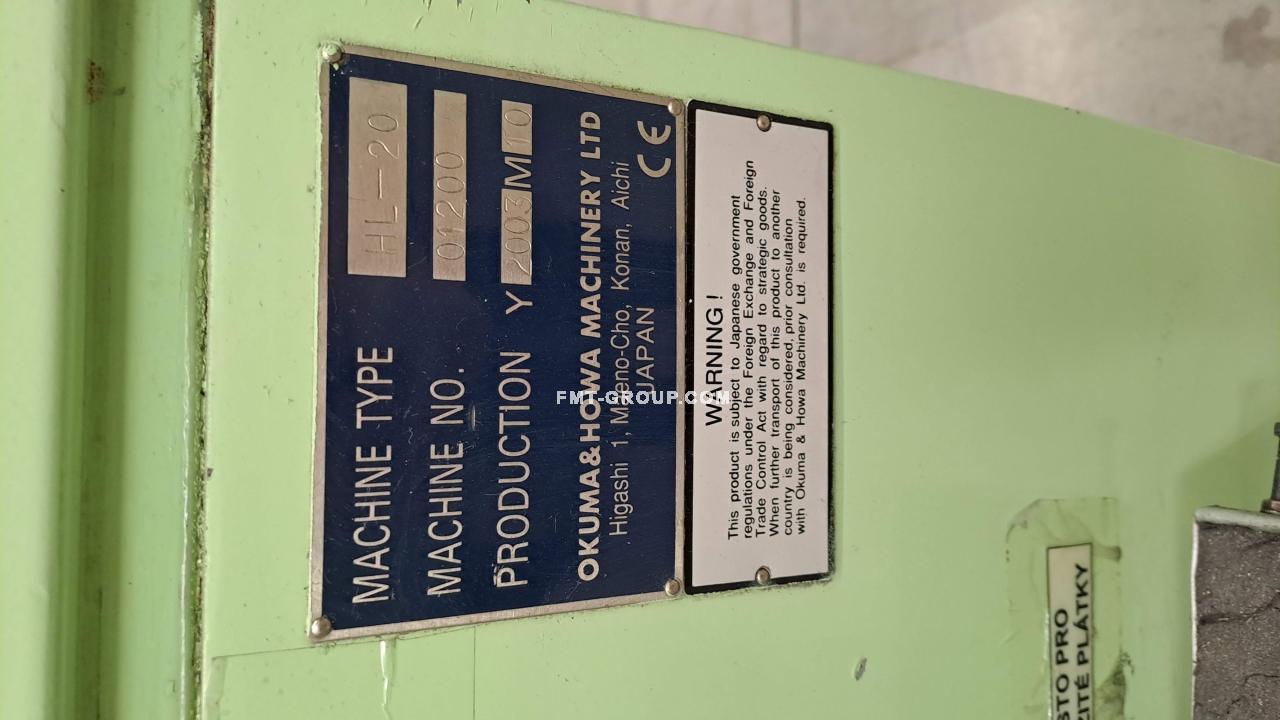 MACHINE TYPE HL-20
MACHINE NO. 01200
PRODUCTION Y 2003 M 10
OKUMA&HOWA MACHINERY LTD
Higashi 1, Maeno-Cho, Konan, Aichi
JAPAN
CE
WARNING!
This product is subject to Japanese government
regulations under the Foreign Exchange and Foreign
Trade Control Act with regard to strategic goods.
When further transport of this product to another
country is being considered, prior consultation
with Okuma & Howa Machinery Ltd. is required.
FMT-GROUP.COM
STO PRO
ZITÉ PLÁTKY